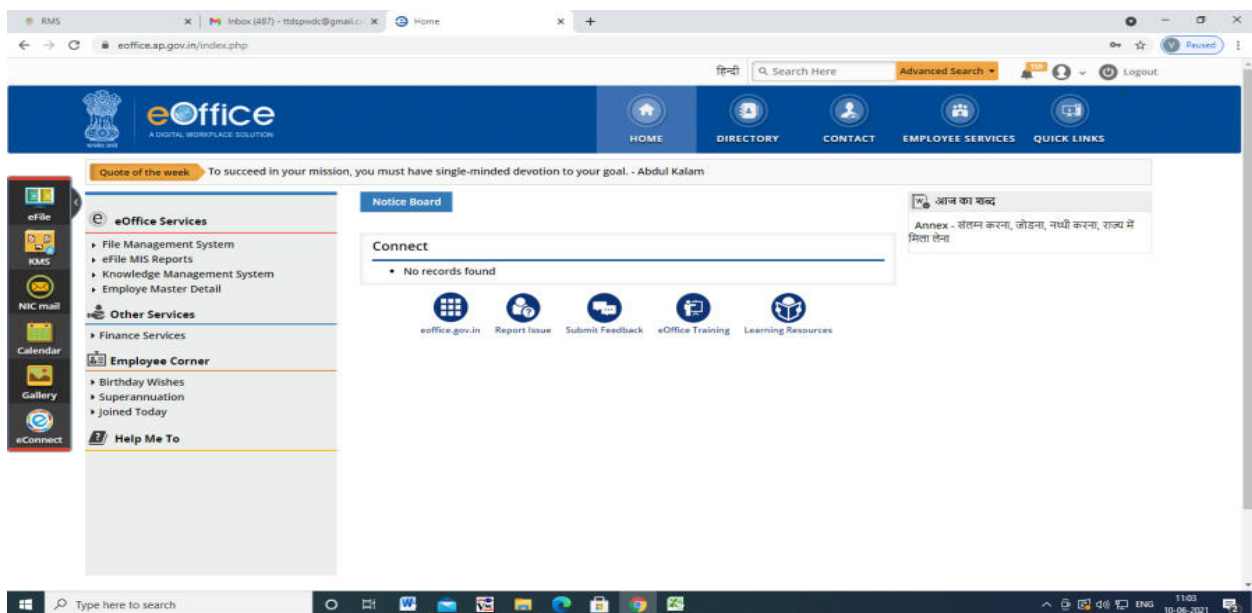 RMS
Inbox (487) - ttdspwdc@gmail.c
Home
eoffice.ap.gov.in/index.php
Paused
हिन्दी
Search Here
Advanced Search
Logout
eOffice
A DIGITAL WORKPLACE SOLUTION
HOME
DIRECTORY
CONTACT
EMPLOYEE SERVICES
QUICK LINKS
Quote of the week
To succeed in your mission, you must have single-minded devotion to your goal. - Abdul Kalam
eFile
KMS
NIC mail
Calendar
Gallery
eConnect
eOffice Services
File Management System
eFile MIS Reports
Knowledge Management System
Employe Master Detail
Other Services
Finance Services
Employee Corner
Birthday Wishes
Superannuation
Joined Today
Help Me To
Notice Board
Connect
No records found
eoffice.gov.in
Report Issue
Submit Feedback
eOffice Training
Learning Resources
आज का शब्द
Annex - संलग्न करना, जोडना, नथ्थी करना, राज्य में
मिला लेना
Type here to search
ENG
11:03
10-06-2021